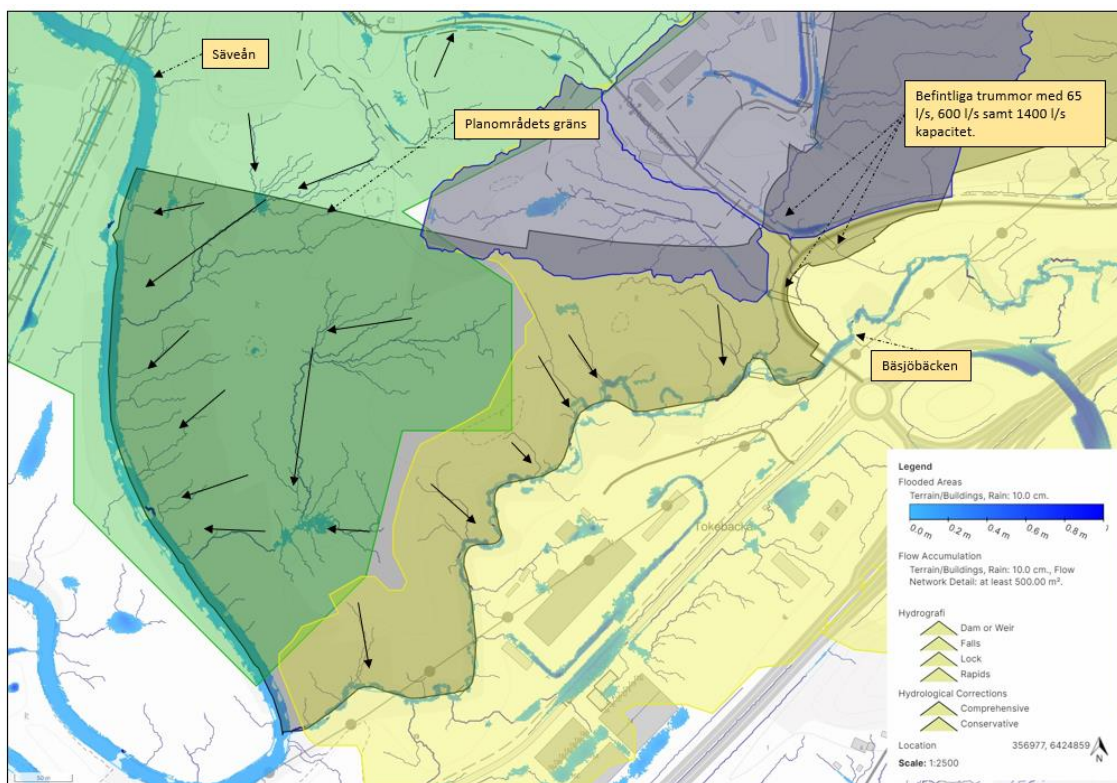 Säveån
Planområdets gräns
Befintliga trummor med 65
l/s, 600 l/s samt 1400 l/s
kapacitet.
Bäsjöbäcken
Tokebacka
Legend
Flooded Areas
Terrain/Buildings, Rain: 10.0 cm.
0.0 m
0.2 m
0.4 m
0.6 m
0.8 m
Flow Accumulation
Terrain/Buildings, Rain: 10.0 cm., Flow
Network Detail: at least 500.00 m².
Hydrografi
Dam or Weir
Falls
Lock
Rapids
Hydrological Corrections
Comprehensive
Conservative
Location 356977, 6424859
Scale: 1:2500
N
50 m